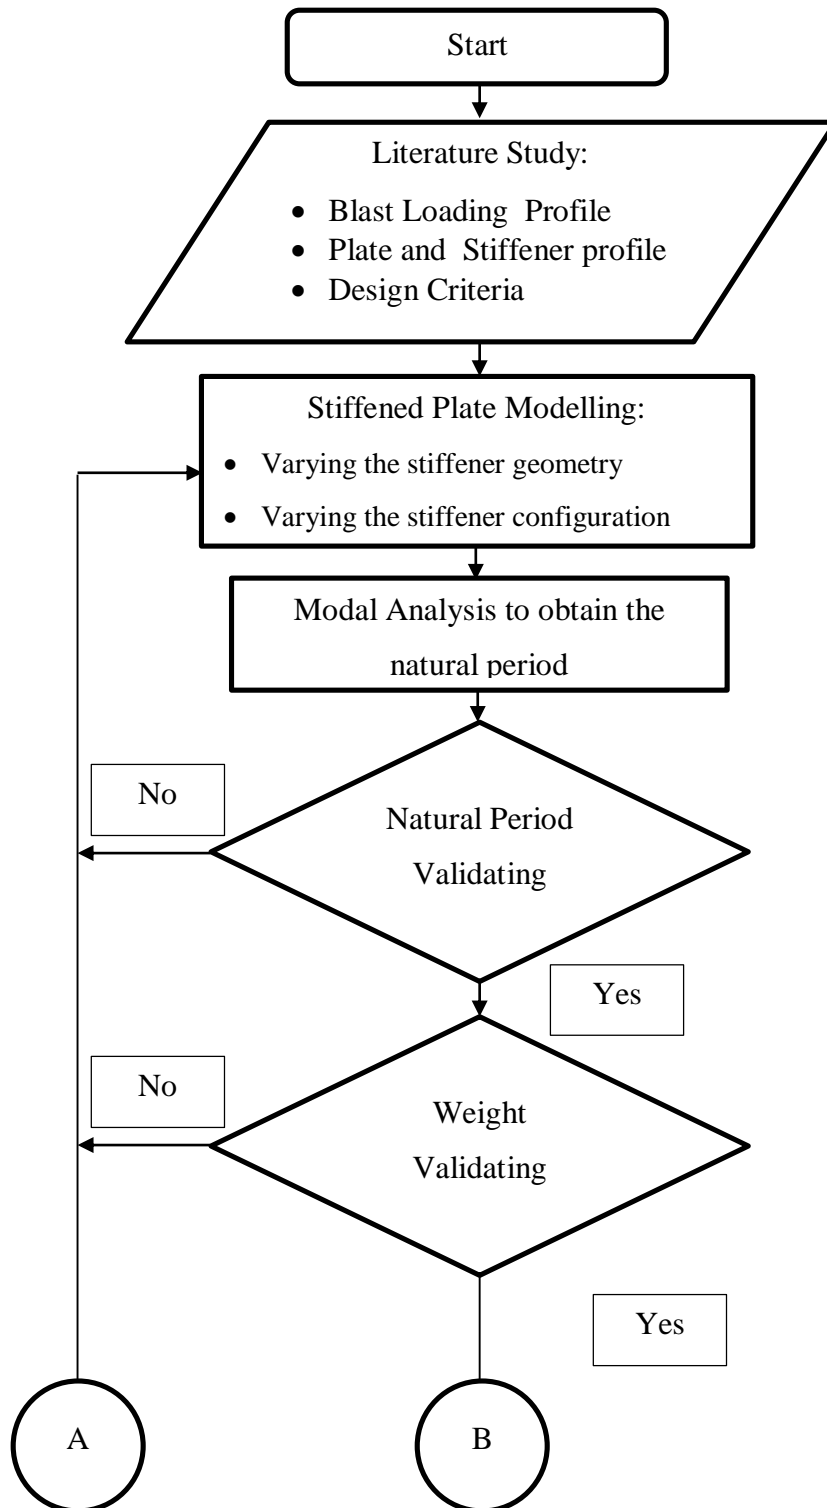 Start
Literature Study:
• Blast Loading Profile
• Plate and Stiffener profile
• Design Criteria
Stiffened Plate Modelling:
• Varying the stiffener geometry
• Varying the stiffener configuration
Modal Analysis to obtain the
natural period
No
Natural Period
Validating
Yes
No
Weight
Validating
Yes
A
B